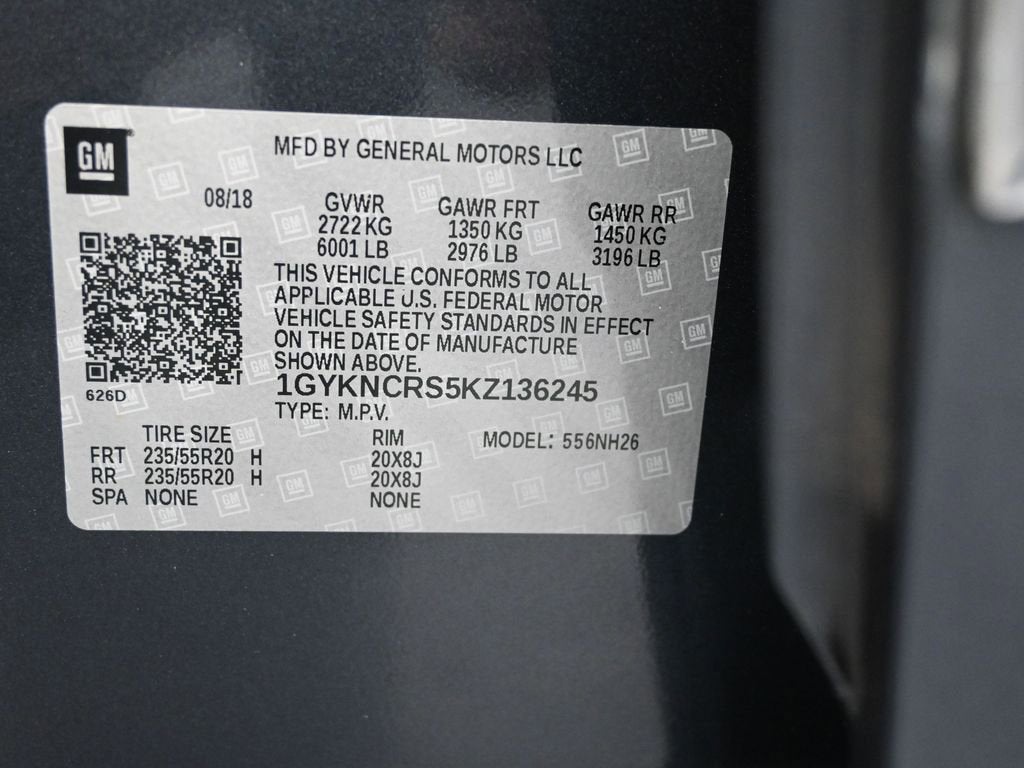 GM
MFD BY GENERAL MOTORS LLC
08/18
GVWR GAWR FRT GAWR RR
2722 KG 1350 KG 1450 KG
6001 LB 2976 LB 3196 LB
THIS VEHICLE CONFORMS TO ALL
APPLICABLE U.S. FEDERAL MOTOR
VEHICLE SAFETY STANDARDS IN EFFECT
ON THE DATE OF MANUFACTURE
SHOWN ABOVE.
626D
1GYKNCRS5KZ136245
TYPE: M.P.V.
TIRE SIZE RIM MODEL: 556NH26
FRT 235/55R20 H 20X8J
RR 235/55R20 H 20X8J
SPA NONE NONE